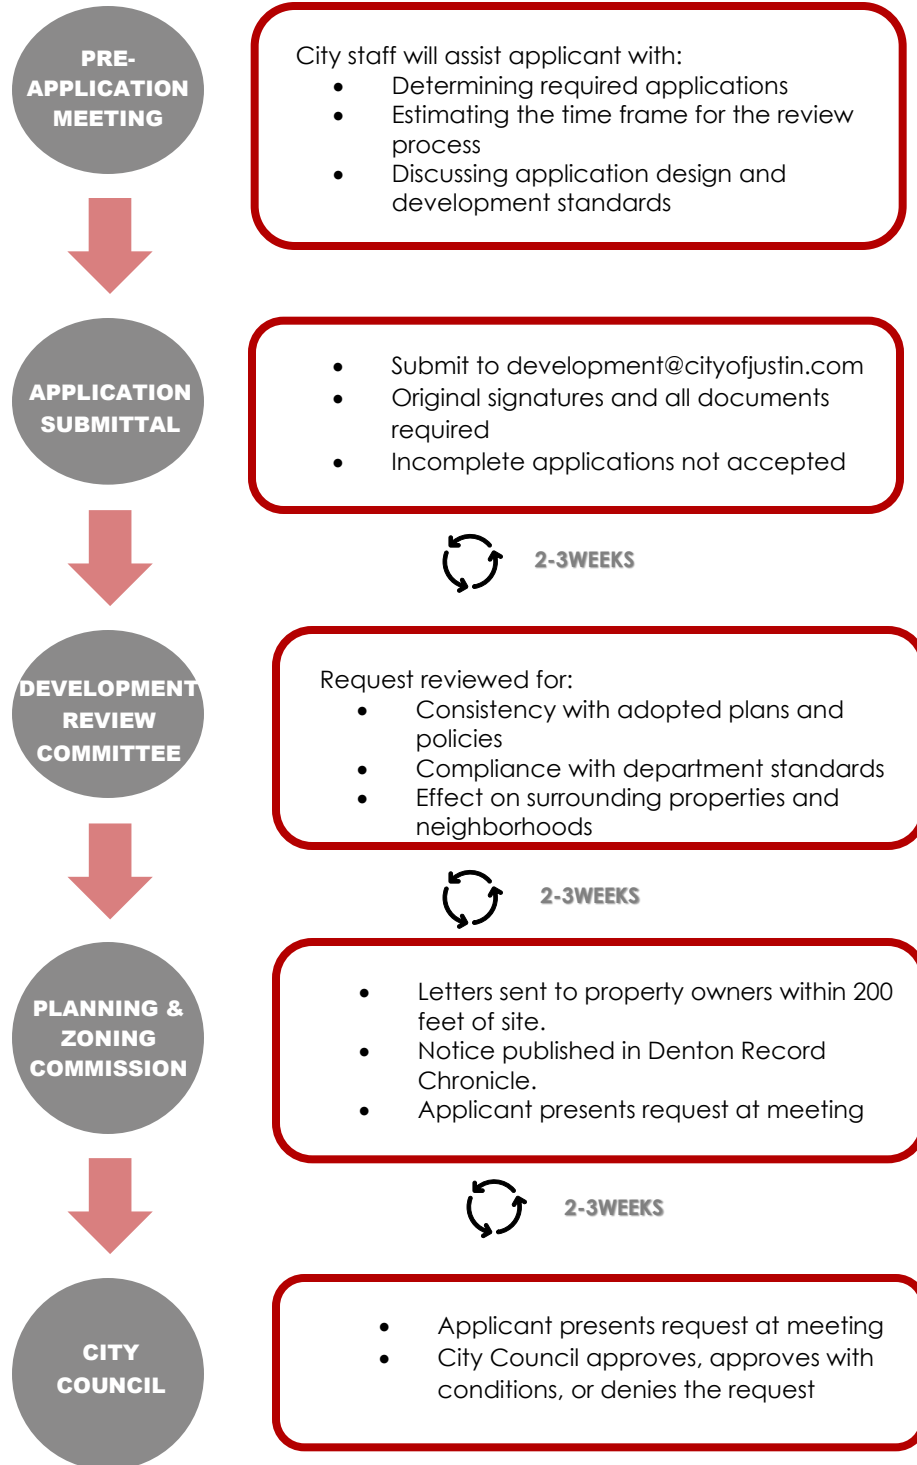 PRE-
APPLICATION
MEETING
City staff will assist applicant with:
• Determining required applications
• Estimating the time frame for the review
process
• Discussing application design and
development standards
APPLICATION
SUBMITTAL
• Submit to development@cityofjustin.com
• Original signatures and all documents
required
• Incomplete applications not accepted
2-3WEEKS
DEVELOPMENT
REVIEW
COMMITTEE
Request reviewed for:
• Consistency with adopted plans and
policies
• Compliance with department standards
• Effect on surrounding properties and
neighborhoods
2-3WEEKS
PLANNING &
ZONING
COMMISSION
• Letters sent to property owners within 200
feet of site.
• Notice published in Denton Record
Chronicle.
• Applicant presents request at meeting
2-3WEEKS
CITY
COUNCIL
• Applicant presents request at meeting
• City Council approves, approves with
conditions, or denies the request